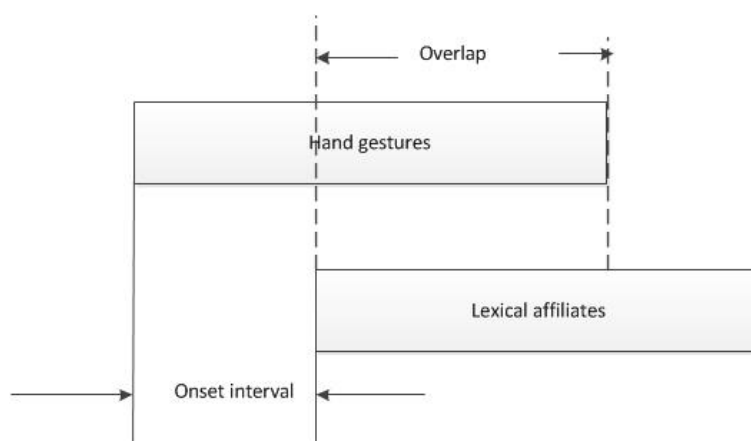 Overlap
Hand gestures
Lexical affiliates
Onset interval